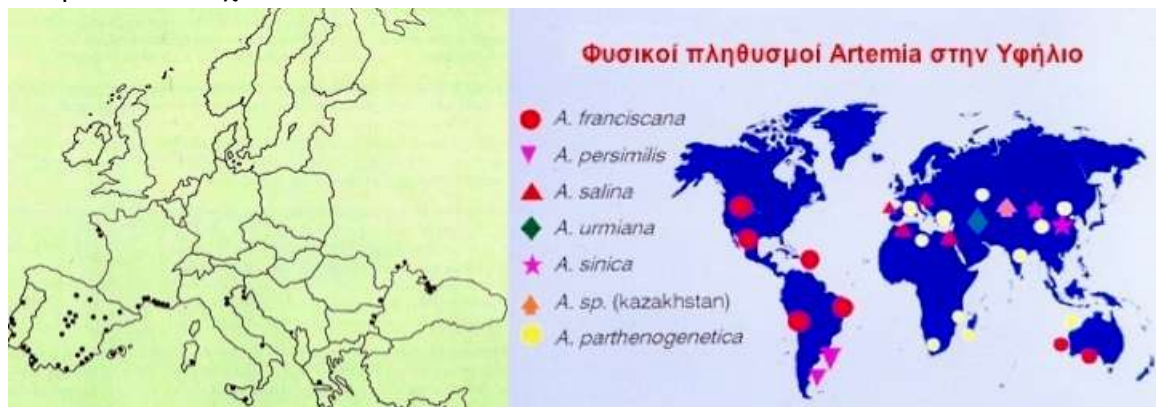 Φυσικοί πληθυσμοί Artemia στην Υφήλιο
A. franciscana
A. persimilis
A. salina
A. urmiana
A. sinica
A. sp. (kazakhstan)
A. parthenogenetica